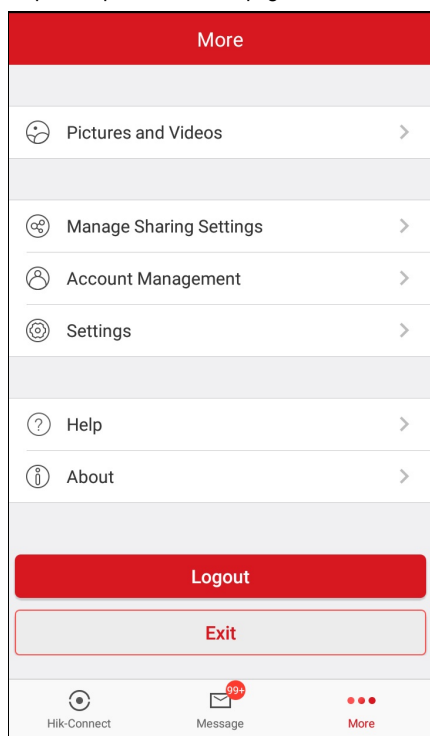 More
Pictures and Videos
Manage Sharing Settings
Account Management
Settings
Help
About
Logout
Exit
99+
Hik-Connect
Message
More